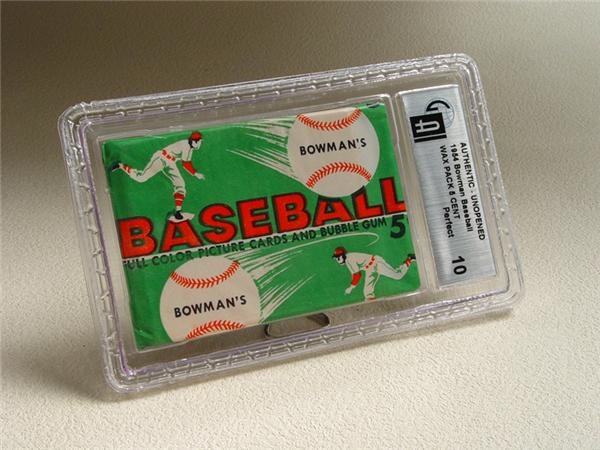 BOWMAN'S
BASEBALL
FULL COLOR PICTURE CARDS AND BUBBLE GUM 5
BOWMAN'S
GAI
AUTHENTIC - UNOPENED
1954 Bowman Baseball
WAX PACK 5 CENT
Perfect
10